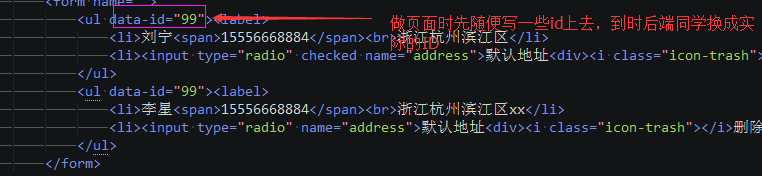 <form name="">
<ul data-id="99"><label>
做页面时先随便写一些id上去，到时后端同学换成实际的ID
<li>刘宁<span>15556668884</span><br>浙江杭州滨江区</li>
<li><input type="radio" checked name="address">默认地址<div><i class="icon-trash">
</ul>
<ul data-id="99"><label>
<li>李星<span>15556668884</span><br>浙江杭州滨江区xx</li>
<li><input type="radio" name="address">默认地址<div><i class="icon-trash"></i>删除
</ul>
</form>